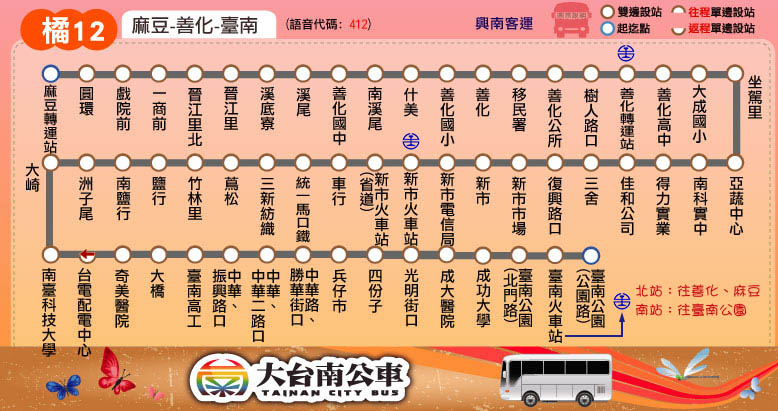 橘12
麻豆-善化-臺南
(語音代碼: 412)
興南客運
雙邊設站
往程單邊設站
起迄點
返程單邊設站
麻豆轉運站
圓環
戲院前
一商前
晉江里北
晉江里
溪底寮
溪尾
善化國中
南溪尾
什美
善化國小
善化
移民署
善化公所
樹人路口
善化轉運站
善化高中
大成國小
坐駕里
亞蔬中心
南科實中
得力實業
佳和公司
三舍
復興路口
新市市場
新市
新市電信局
新市火車站
新市火車站(省道)
車行
統一馬口鐵
三新紡織
蔦松
竹林里
鹽行
南鹽行
洲子尾
大崎
南臺科技大學
台電配電中心
奇美醫院
大橋
臺南高工
中華、振興路口
中華、中華二路口
中華路、勝華街口
兵仔市
四份子
光明街口
成大醫院
成功大學
臺南公園(北門路)
臺南火車站
臺南公園(公園路)
北站：往善化、麻豆
南站：往臺南公園
大台南公車
TAINAN CITY BUS